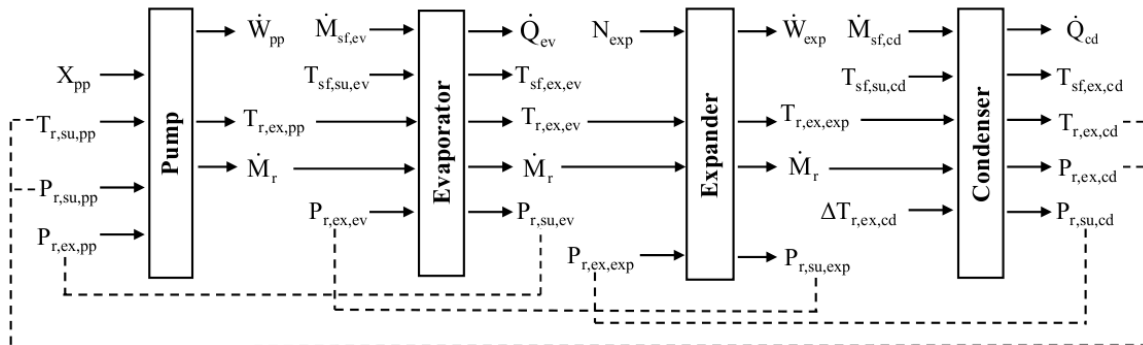 Ẇpp
Ṁsf,ev
Q̇ev
Nexp
Ẇexp
Ṁsf,cd
Q̇cd
Xpp
Tsf,su,ev
Tsf,ex,ev
Tsf,su,cd
Tsf,ex,cd
Tr,su,pp
Pump
Tr,ex,pp
Evaporator
Tr,ex,ev
Expander
Tr,ex,exp
Condenser
Tr,ex,cd
Ṁr
Ṁr
Ṁr
Pr,ex,cd
Pr,su,pp
Pr,ex,ev
Pr,su,ev
ΔTr,ex,cd
Pr,su,cd
Pr,ex,pp
Pr,ex,exp
Pr,su,exp